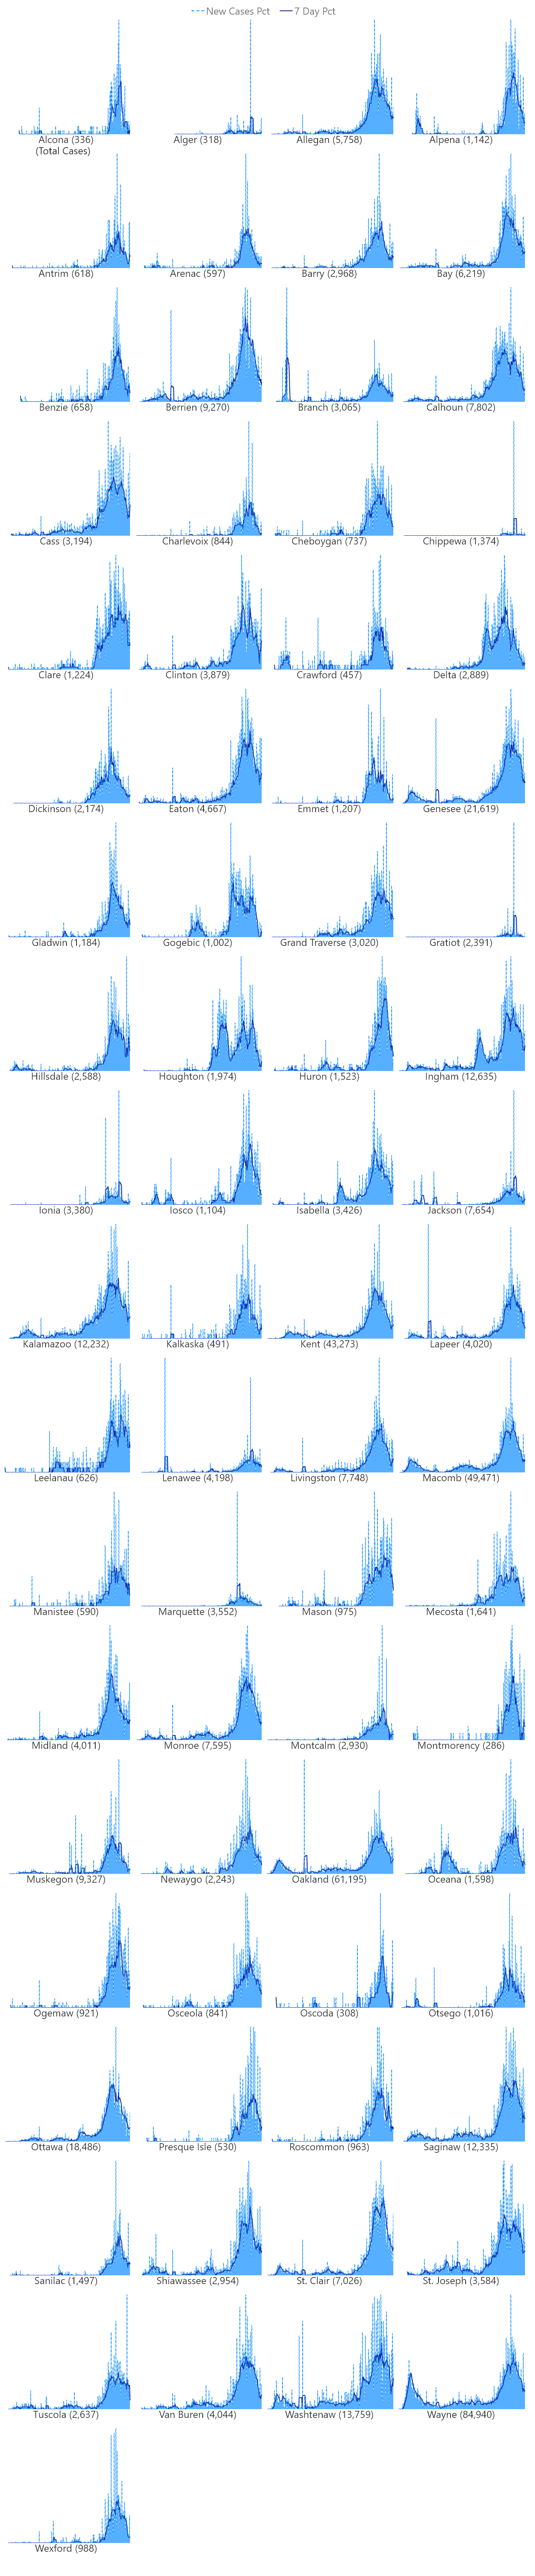 New Cases Pct 7 Day Pct
Alcona (336) Alger (318) Allegan (5,758) Alpena (1,142)
(Total Cases)
Antrim (618) Arenac (597) Barry (2,968) Bay (6,219)
Benzie (658) Berrien (9,270) Branch (3,065) Calhoun (7,802)
Cass (3,194) Charlevoix (844) Cheboygan (737) Chippewa (1,374)
Clare (1,224) Clinton (3,879) Crawford (457) Delta (2,889)
Dickinson (2,174) Eaton (4,667) Emmet (1,207) Genesee (21,619)
Gladwin (1,184) Gogebic (1,002) Grand Traverse (3,020) Gratiot (2,391)
Hillsdale (2,588) Houghton (1,974) Huron (1,523) Ingham (12,635)
Ionia (3,380) Iosco (1,104) Isabella (3,426) Jackson (7,654)
Kalamazoo (12,232) Kalkaska (491) Kent (43,273) Lapeer (4,020)
Leelanau (626) Lenawee (4,198) Livingston (7,748) Macomb (49,471)
Manistee (590) Marquette (3,552) Mason (975) Mecosta (1,641)
Midland (4,011) Monroe (7,595) Montcalm (2,930) Montmorency (286)
Muskegon (9,327) Newaygo (2,243) Oakland (61,195) Oceana (1,598)
Ogemaw (921) Osceola (841) Oscoda (308) Otsego (1,016)
Ottawa (18,486) Presque Isle (530) Roscommon (963) Saginaw (12,335)
Sanilac (1,497) Shiawassee (2,954) St. Clair (7,026) St. Joseph (3,584)
Tuscola (2,637) Van Buren (4,044) Washtenaw (13,759) Wayne (84,940)
Wexford (988)